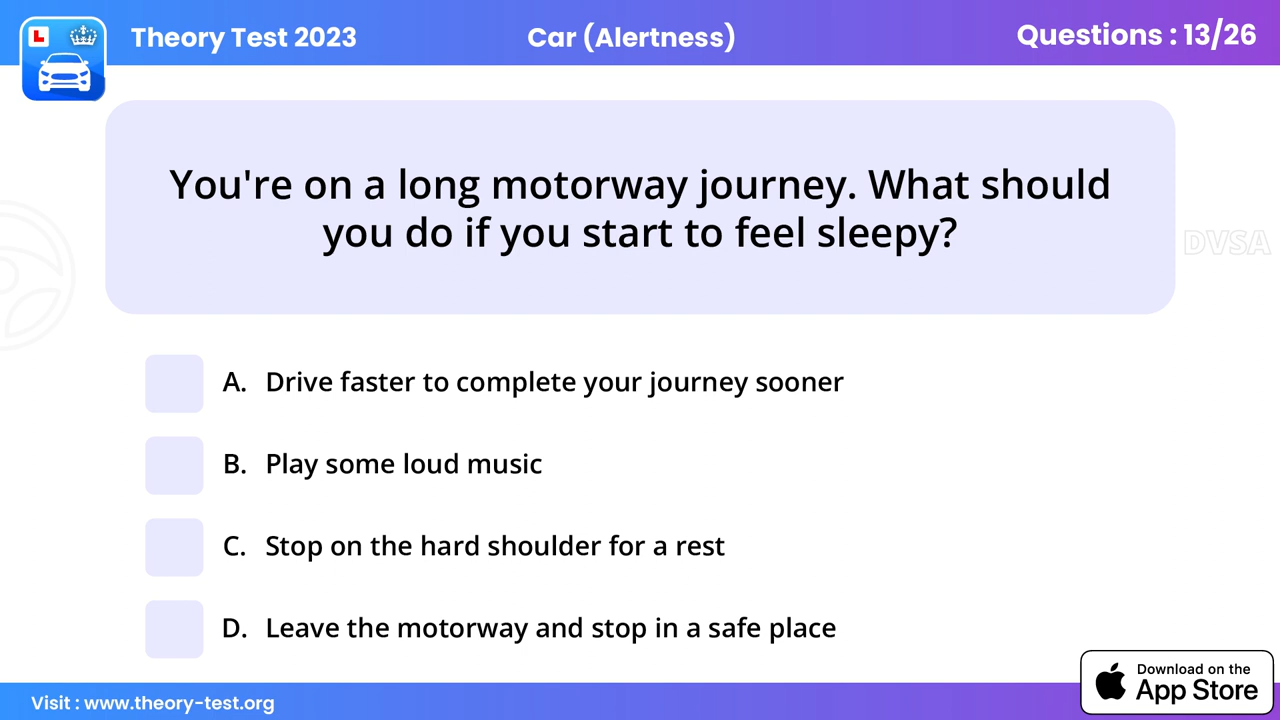 L
Theory Test 2023
Car (Alertness)
Questions : 13/26
You're on a long motorway journey. What should
you do if you start to feel sleepy?
DVSA
A. Drive faster to complete your journey sooner
B. Play some loud music
C. Stop on the hard shoulder for a rest
D. Leave the motorway and stop in a safe place
Visit : www.theory-test.org
Download on the
App Store